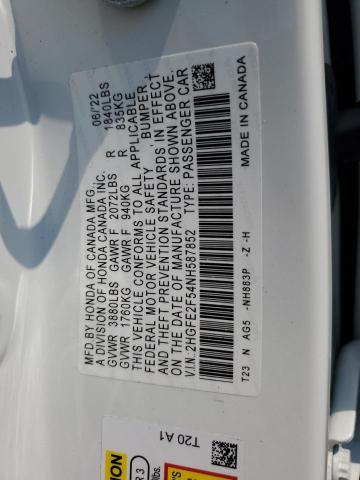 MFD.BY HONDA OF CANADA MFG., 06/'22
A DIVISION OF HONDA CANADA INC.
GVWR 3880LBS GAWR F 2072LBS R 1840LBS
GVWR 1760KG GAWR F 940KG R 835KG
THIS VEHICLE CONFORMS TO ALL APPLICABLE
FEDERAL MOTOR VEHICLE SAFETY BUMPER,
AND THEFT PREVENTION STANDARDS IN EFFECT
ON THE DATE OF MANUFACTURE SHOWN ABOVE.
V.I.N.: 2HGFE2F54NH587852 TYPE: PASSENGER CAR
T23 N AG5 -NH883P -Z -H
MADE IN CANADA
T20 A1